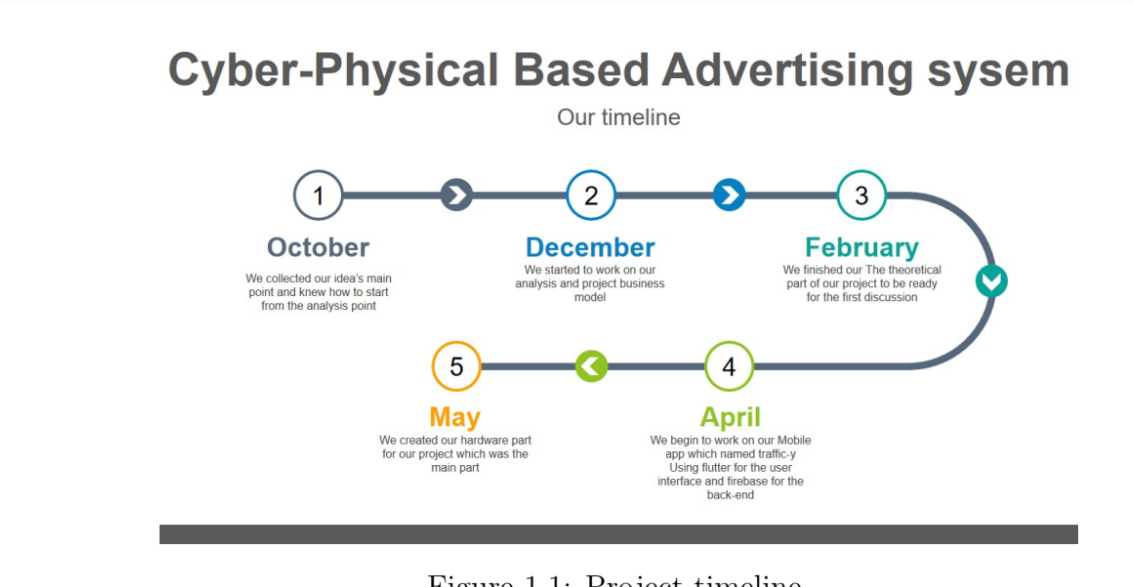 Cyber-Physical Based Advertising sysem
Our timeline
1
2
3
October
We collected our idea's main
point and knew how to start
from the analysis point
December
We started to work on our
analysis and project business
model
February
We finished our The theoretical
part of our project to be ready
for the first discussion
5
4
May
We created our hardware part
for our project which was the
main part
April
We begin to work on our Mobile
app which named traffic-y
Using flutter for the user
interface and firebase for the
back-end
Figure 1.1: Project timeline